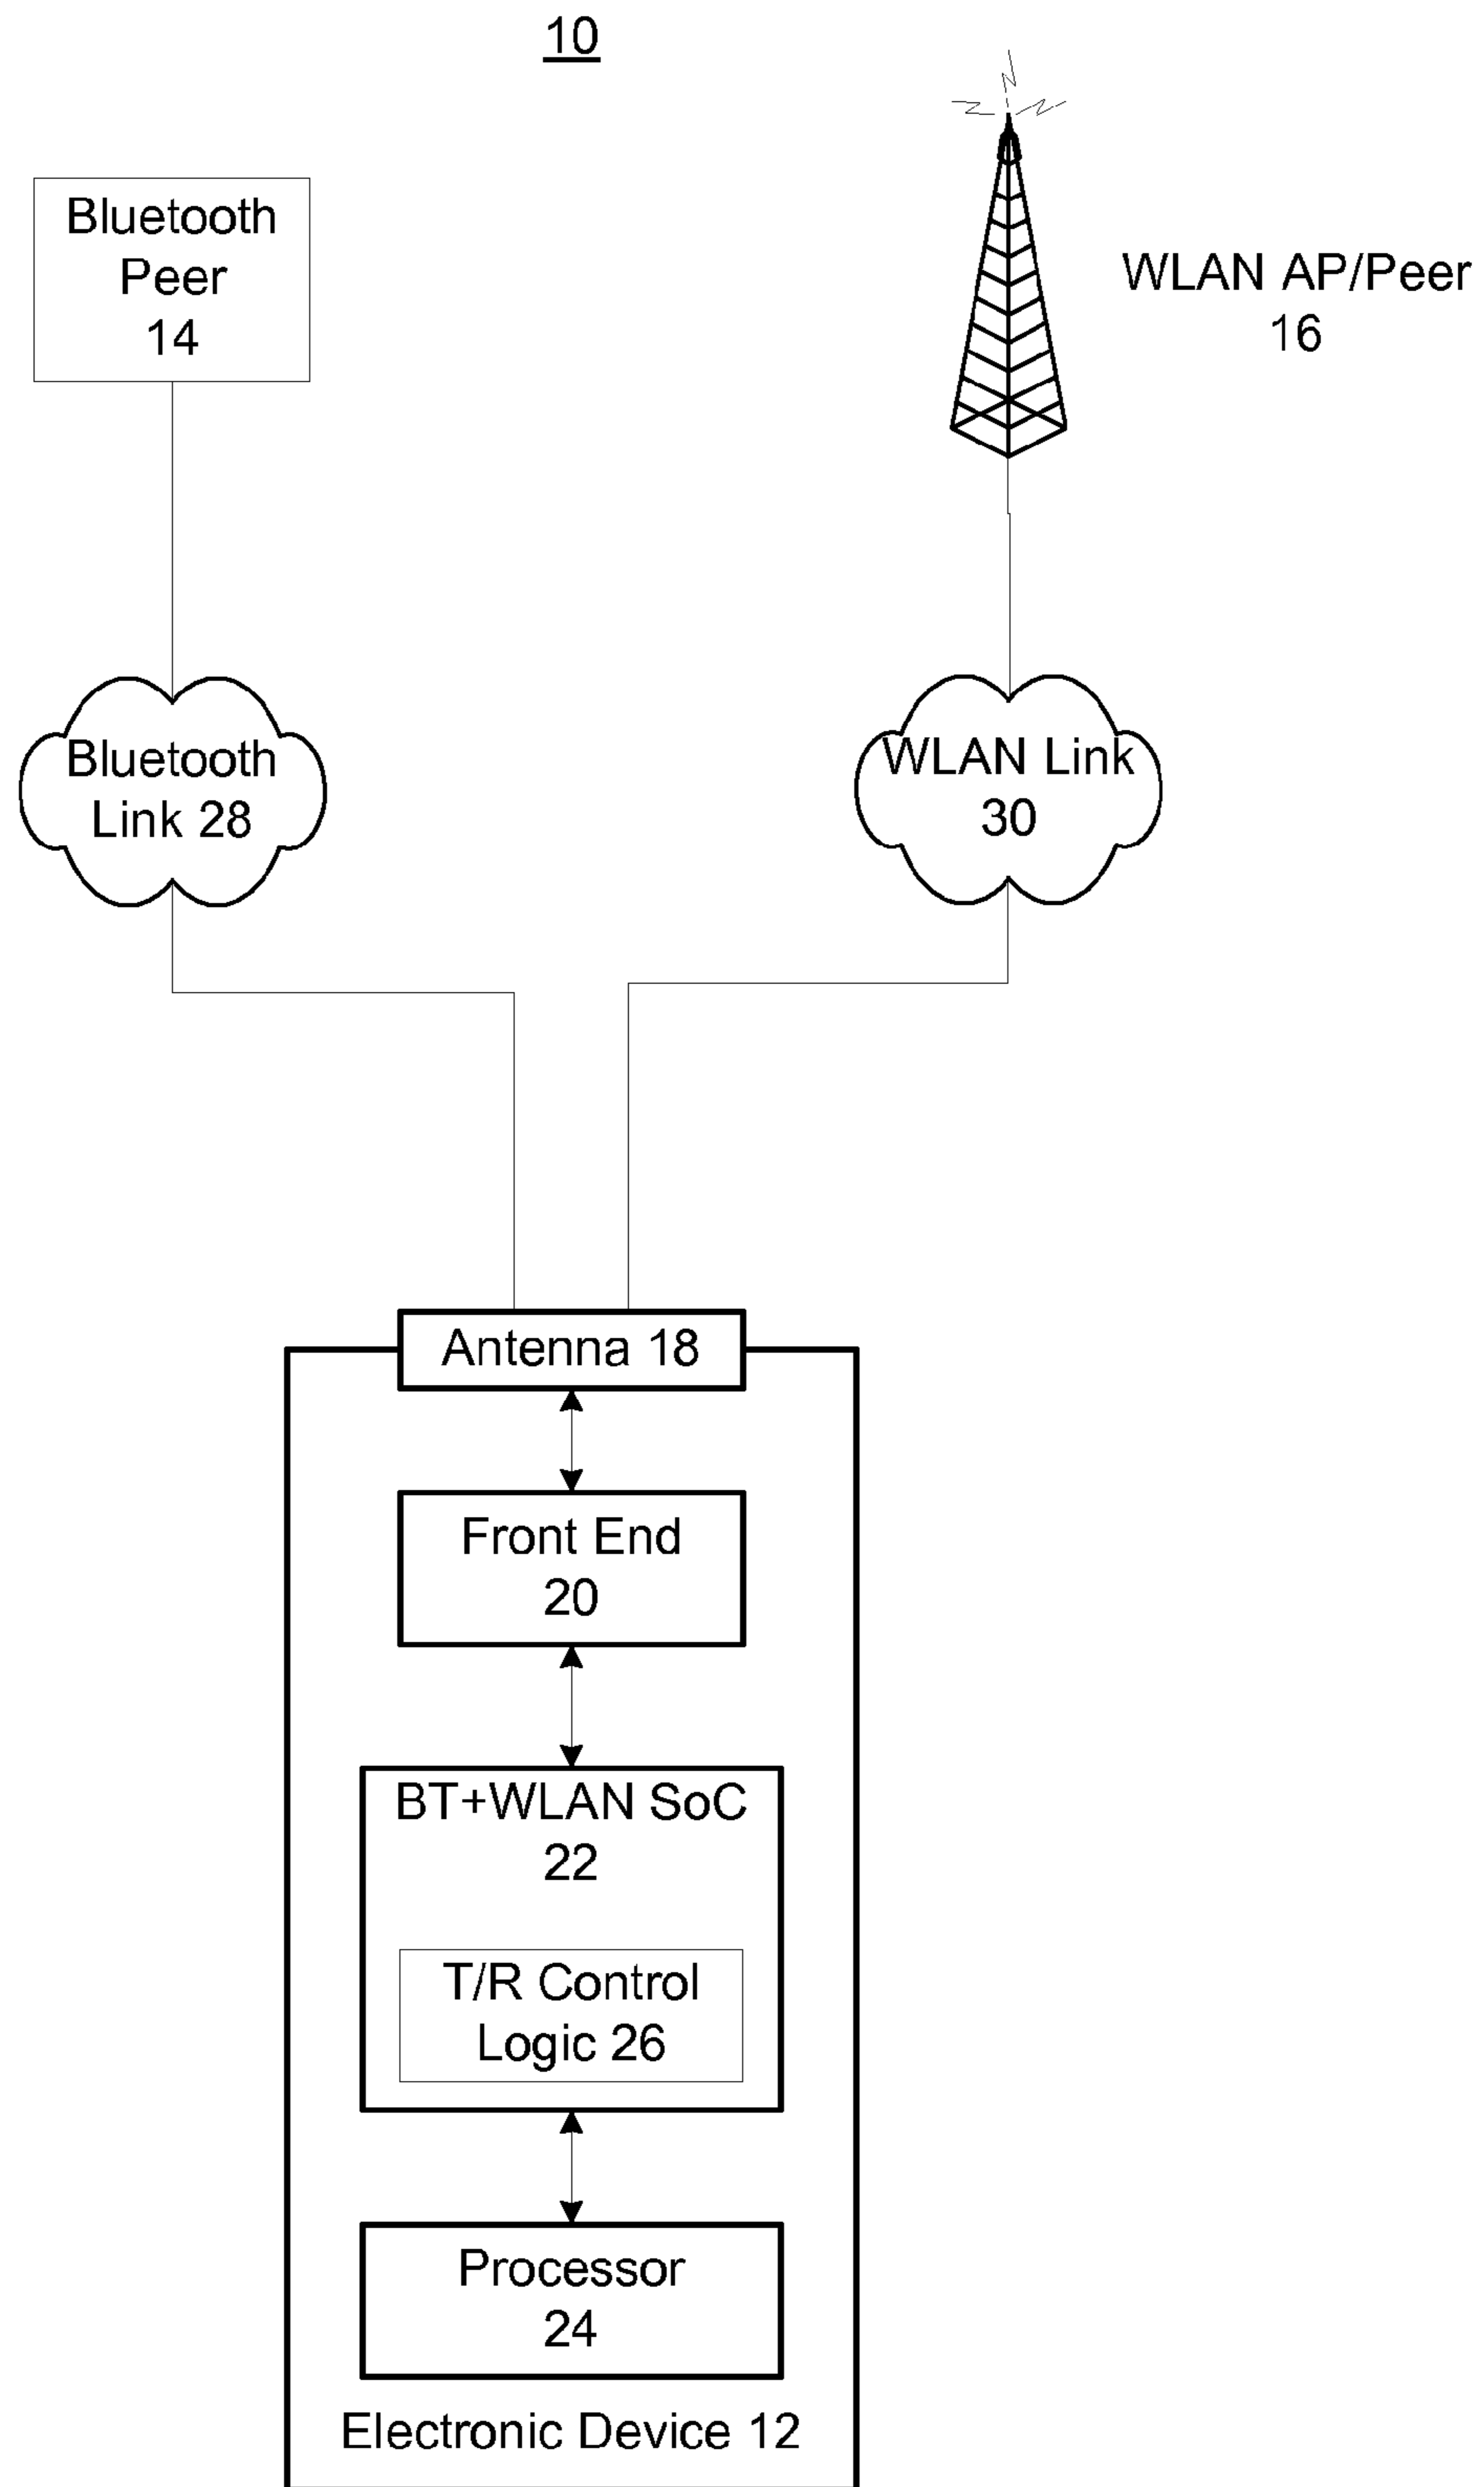 10
Bluetooth
Peer
14
WLAN AP/Peer
16
Bluetooth
Link 28
WLAN Link
30
Antenna 18
Front End
20
BT+WLAN SoC
22
T/R Control
Logic 26
Processor
24
Electronic Device 12